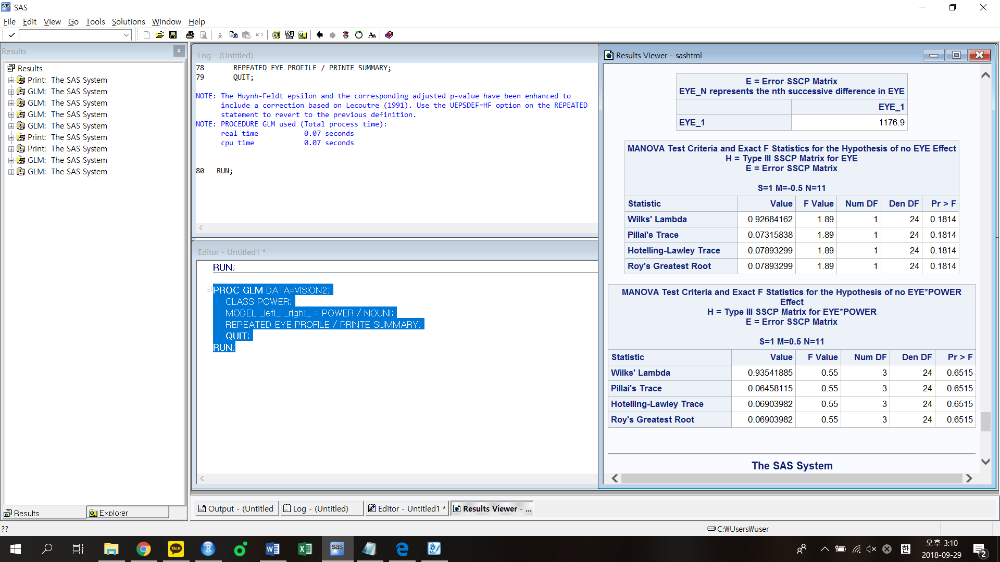 SAS
File Edit View Go Tools Solutions Window Help
Results
Results
Print: The SAS System
GLM: The SAS System
GLM: The SAS System
GLM: The SAS System
GLM: The SAS System
Print: The SAS System
Print: The SAS System
GLM: The SAS System
GLM: The SAS System
Results
Explorer
Log - (Untitled)
78 REPEATED EYE PROFILE / PRINTE SUMMARY;
79 QUIT;
NOTE: The Huynh-Feldt epsilon and the corresponding adjusted p-value have been enhanced to
include a correction based on Lecoutre (1991). Use the UEPSDEF=HF option on the REPEATED
statement to revert to the previous definition.
NOTE: PROCEDURE GLM used (Total process time):
real time 0.07 seconds
cpu time 0.07 seconds
80 RUN;
Editor - Untitled1 *
RUN;
PROC GLM DATA=VISION2;
CLASS POWER;
MODEL _left_ _right_ = POWER / NOUNI;
REPEATED EYE PROFILE / PRINTE SUMMARY;
QUIT;
RUN;
Results Viewer - sashtml
E = Error SSCP Matrix
EYE_N represents the nth successive difference in EYE
EYE_1
EYE_1 1176.9
MANOVA Test Criteria and Exact F Statistics for the Hypothesis of no EYE Effect
H = Type III SSCP Matrix for EYE
E = Error SSCP Matrix
S=1 M=-0.5 N=11
Statistic Value F Value Num DF Den DF Pr > F
Wilks' Lambda 0.92684162 1.89 1 24 0.1814
Pillai's Trace 0.07315838 1.89 1 24 0.1814
Hotelling-Lawley Trace 0.07893299 1.89 1 24 0.1814
Roy's Greatest Root 0.07893299 1.89 1 24 0.1814
MANOVA Test Criteria and Exact F Statistics for the Hypothesis of no EYE*POWER
Effect
H = Type III SSCP Matrix for EYE*POWER
E = Error SSCP Matrix
S=1 M=0.5 N=11
Statistic Value F Value Num DF Den DF Pr > F
Wilks' Lambda 0.93541885 0.55 3 24 0.6515
Pillai's Trace 0.06458115 0.55 3 24 0.6515
Hotelling-Lawley Trace 0.06903982 0.55 3 24 0.6515
Roy's Greatest Root 0.06903982 0.55 3 24 0.6515
The SAS System
Output - (Untitled
Log - (Untitled)
Editor - Untitled1 *
Results Viewer - ...
??
C:₩Users₩user
TALK
R
sas
한
오후 3:10
2018-09-29
2